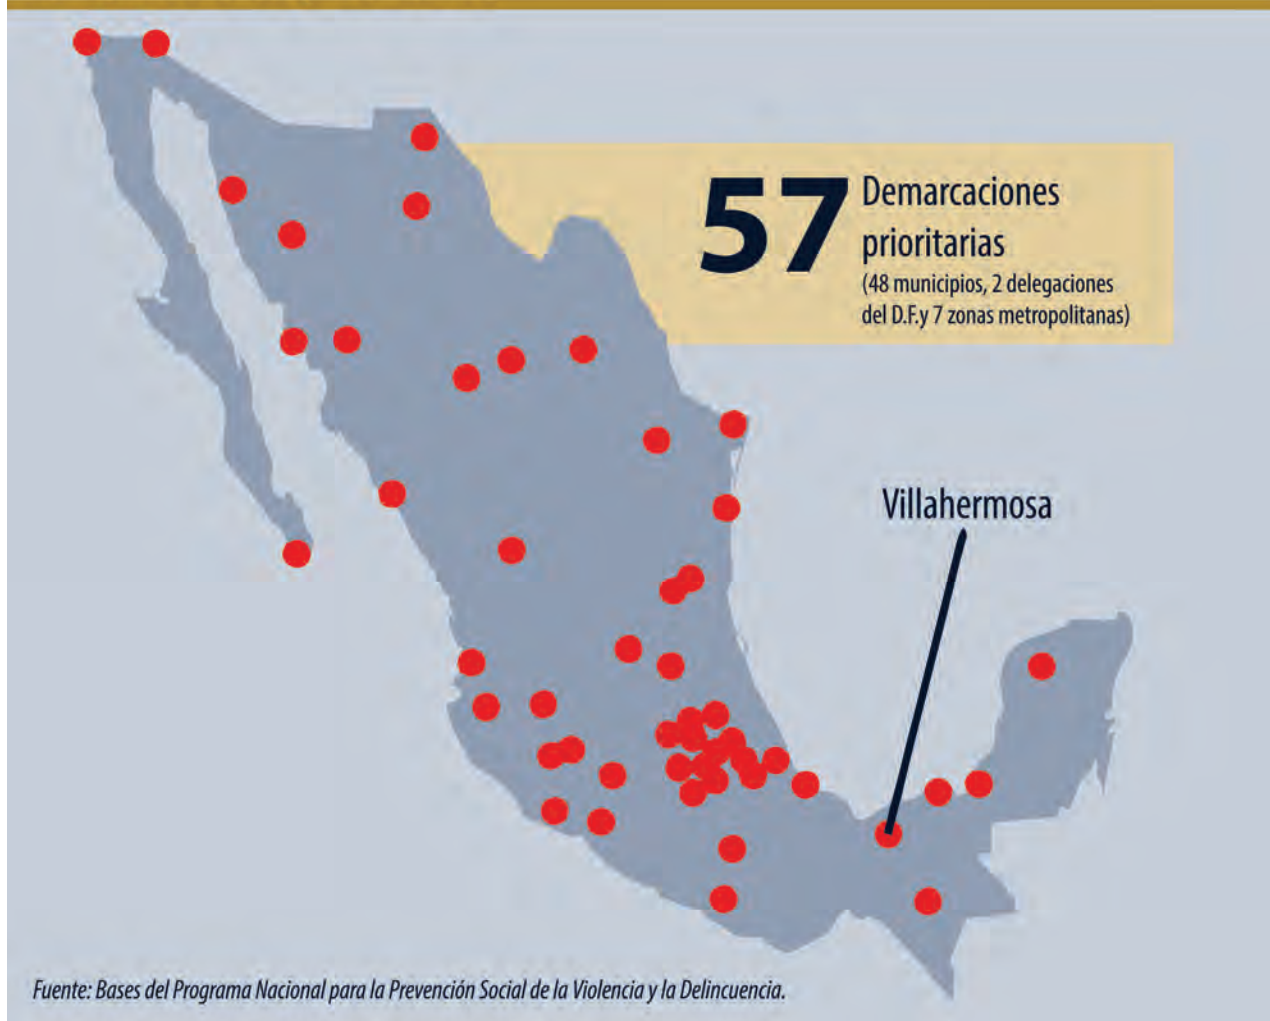 57
Demarcaciones
prioritarias
(48 municipios, 2 delegaciones
del D.F.y 7 zonas metropolitanas)
Villahermosa
Fuente: Bases del Programa Nacional para la Prevención Social de la Violencia y la Delincuencia.